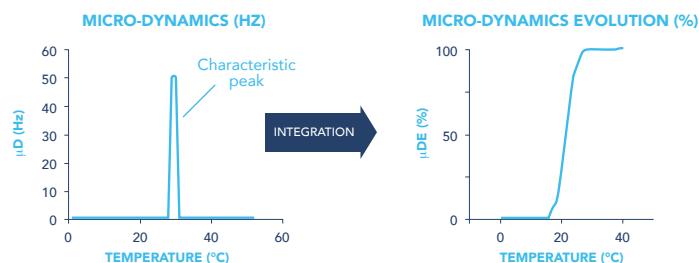 MICRO-DYNAMICS (HZ)
60
50
40
30
20
10
0
µD (Hz)
Characteristic
peak
0 20 40 60
TEMPERATURE (°C)
INTEGRATION
MICRO-DYNAMICS EVOLUTION (%)
100
50
0
µDE (%)
0 20 40
TEMPERATURE (°C)